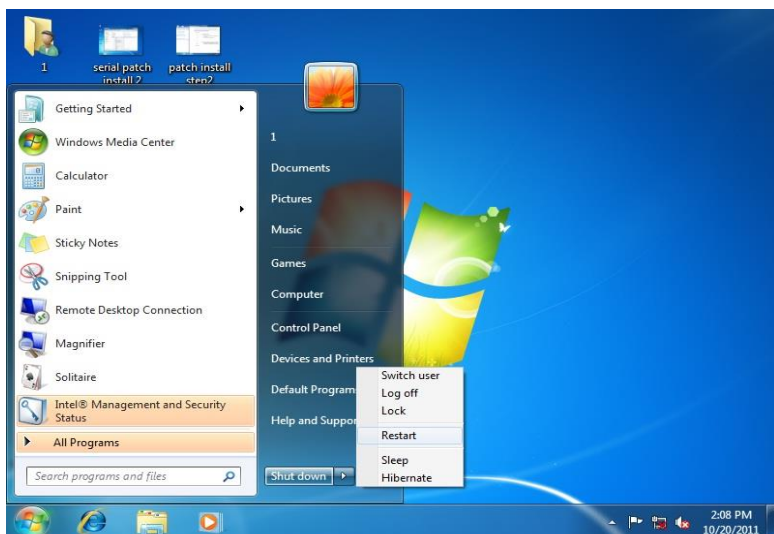 1
serial patch
install 2
patch install
step2
Getting Started
Windows Media Center
Calculator
Paint
Sticky Notes
Snipping Tool
Remote Desktop Connection
Magnifier
Solitaire
Intel® Management and Security
Status
All Programs
Search programs and files
1
Documents
Pictures
Music
Games
Computer
Control Panel
Devices and Printers
Default Program
Help and Suppor
Shut down
Switch user
Log off
Lock
Restart
Sleep
Hibernate
2:08 PM
10/20/2011